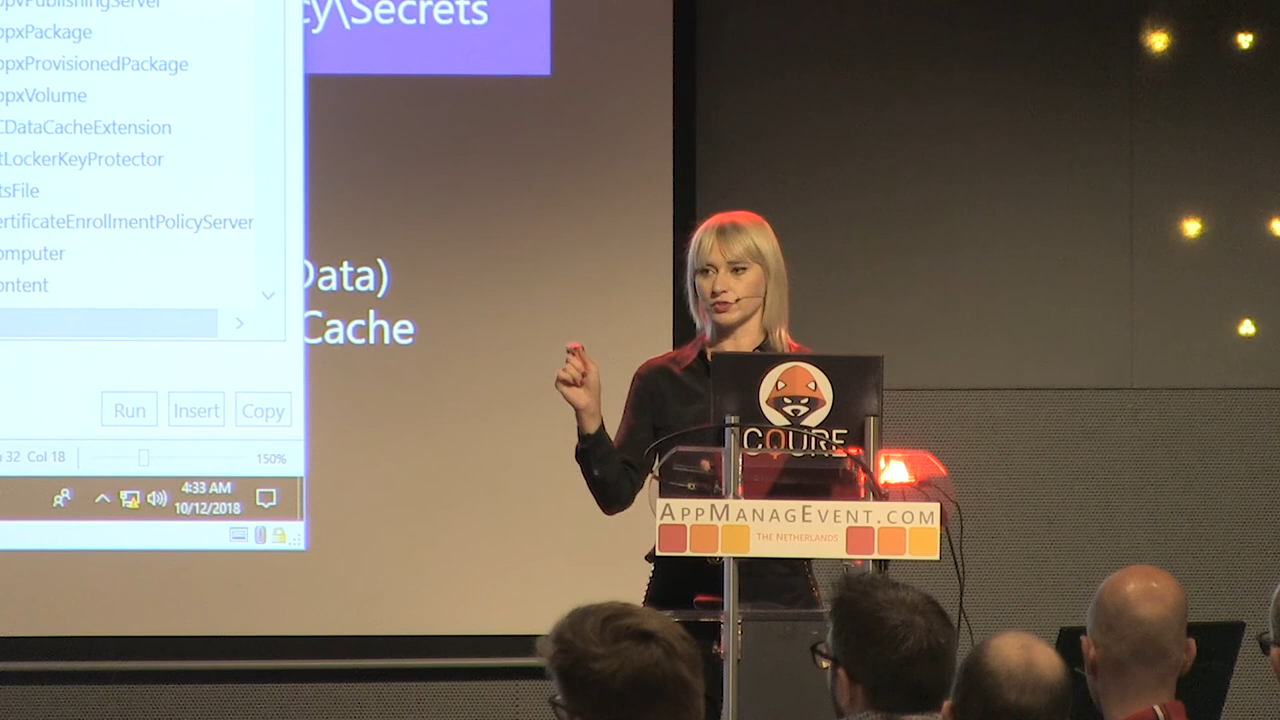 ppvPublishingServer
cy\Secrets
ppxPackage
ppxProvisionedPackage
ppxVolume
CDataCacheExtension
tLockerKeyProtector
tsFile
ertificateEnrollmentPolicyServer
omputer
ontent
Data)
Cache
Run
Insert
Copy
32 Col 18
150%
4:33 AM
10/12/2018
CQURE
APPMANAGEVENT.COM
THE NETHERLANDS